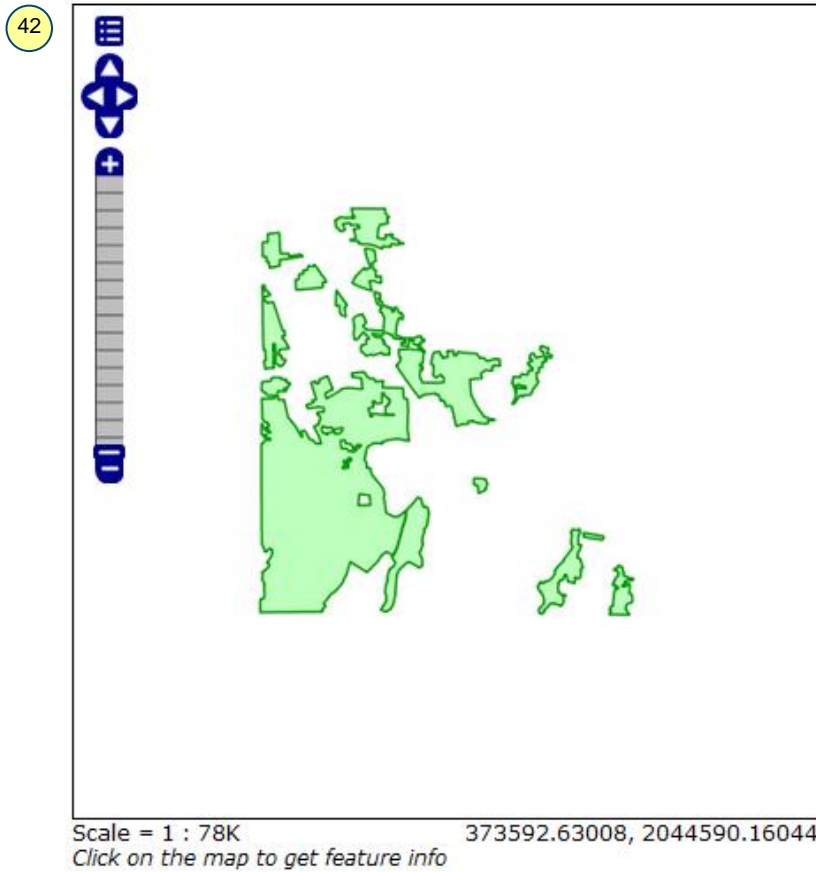 42
Scale = 1 : 78K
373592.63008, 2044590.16044
Click on the map to get feature info